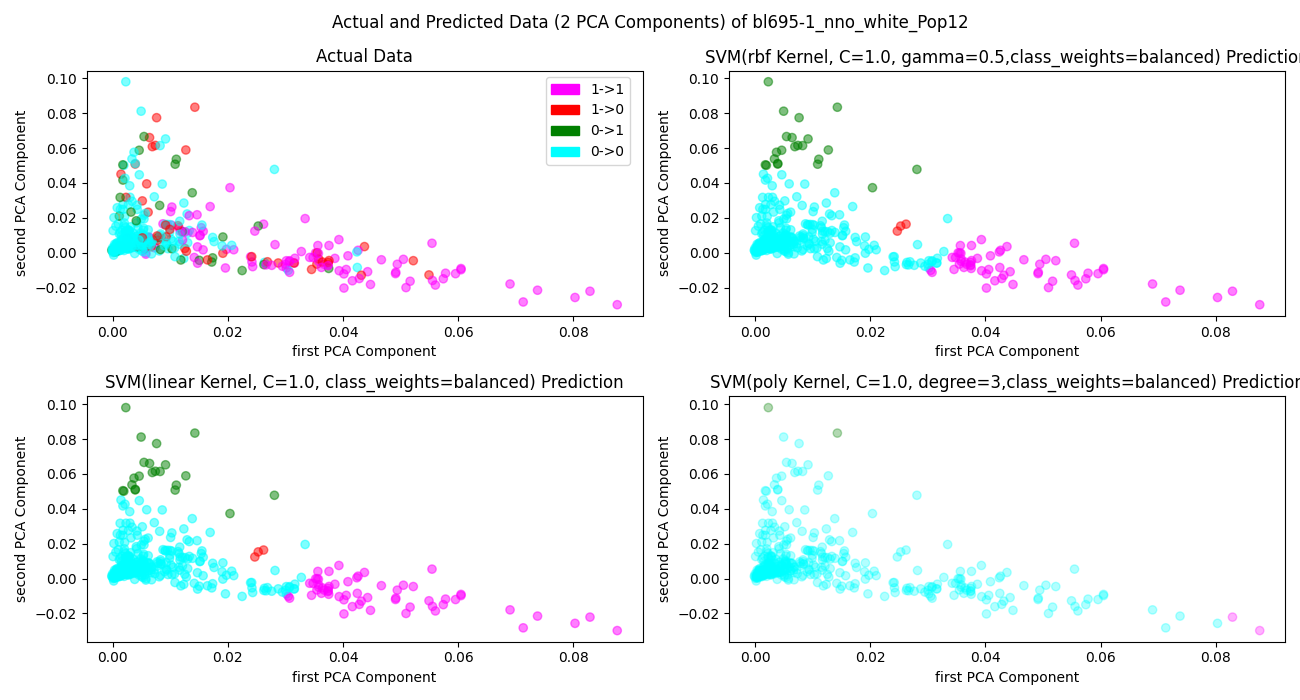 Actual and Predicted Data (2 PCA Components) of bl695-1_nno_white_Pop12
Actual Data
second PCA Component
0.10
0.08
0.06
0.04
0.02
0.00
−0.02
1->1
1->0
0->1
0->0
0.00 0.02 0.04 0.06 0.08
first PCA Component
SVM(rbf Kernel, C=1.0, gamma=0.5,class_weights=balanced) Prediction
second PCA Component
0.10
0.08
0.06
0.04
0.02
0.00
−0.02
0.00 0.02 0.04 0.06 0.08
first PCA Component
SVM(linear Kernel, C=1.0, class_weights=balanced) Prediction
second PCA Component
0.10
0.08
0.06
0.04
0.02
0.00
−0.02
0.00 0.02 0.04 0.06 0.08
first PCA Component
SVM(poly Kernel, C=1.0, degree=3,class_weights=balanced) Prediction
second PCA Component
0.10
0.08
0.06
0.04
0.02
0.00
−0.02
0.00 0.02 0.04 0.06 0.08
first PCA Component